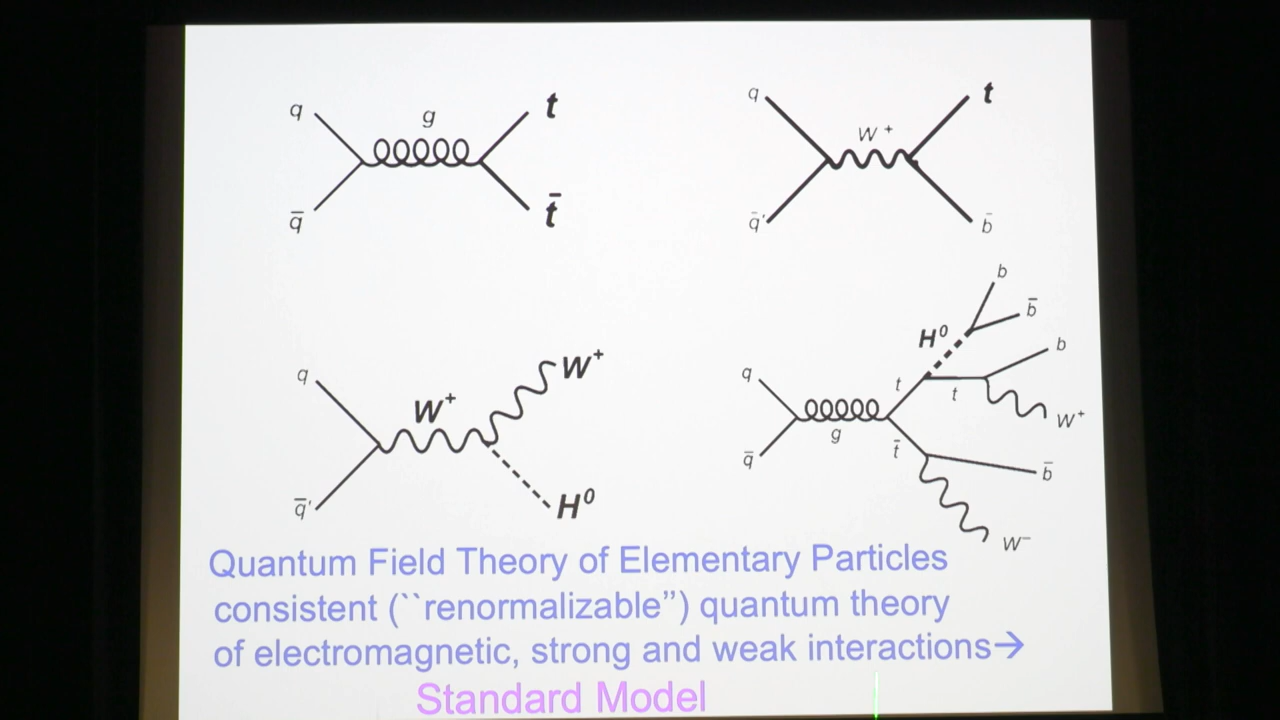 q g t
q̄ t̄
q W⁺ t
q̄' b̄
q W⁺ W⁺
q̄' H⁰
b
H⁰ b̄
q t b
t
g W⁺
q̄ t̄ b̄
W⁻
Quantum Field Theory of Elementary Particles
consistent (``renormalizable”) quantum theory
of electromagnetic, strong and weak interactions→
Standard Model